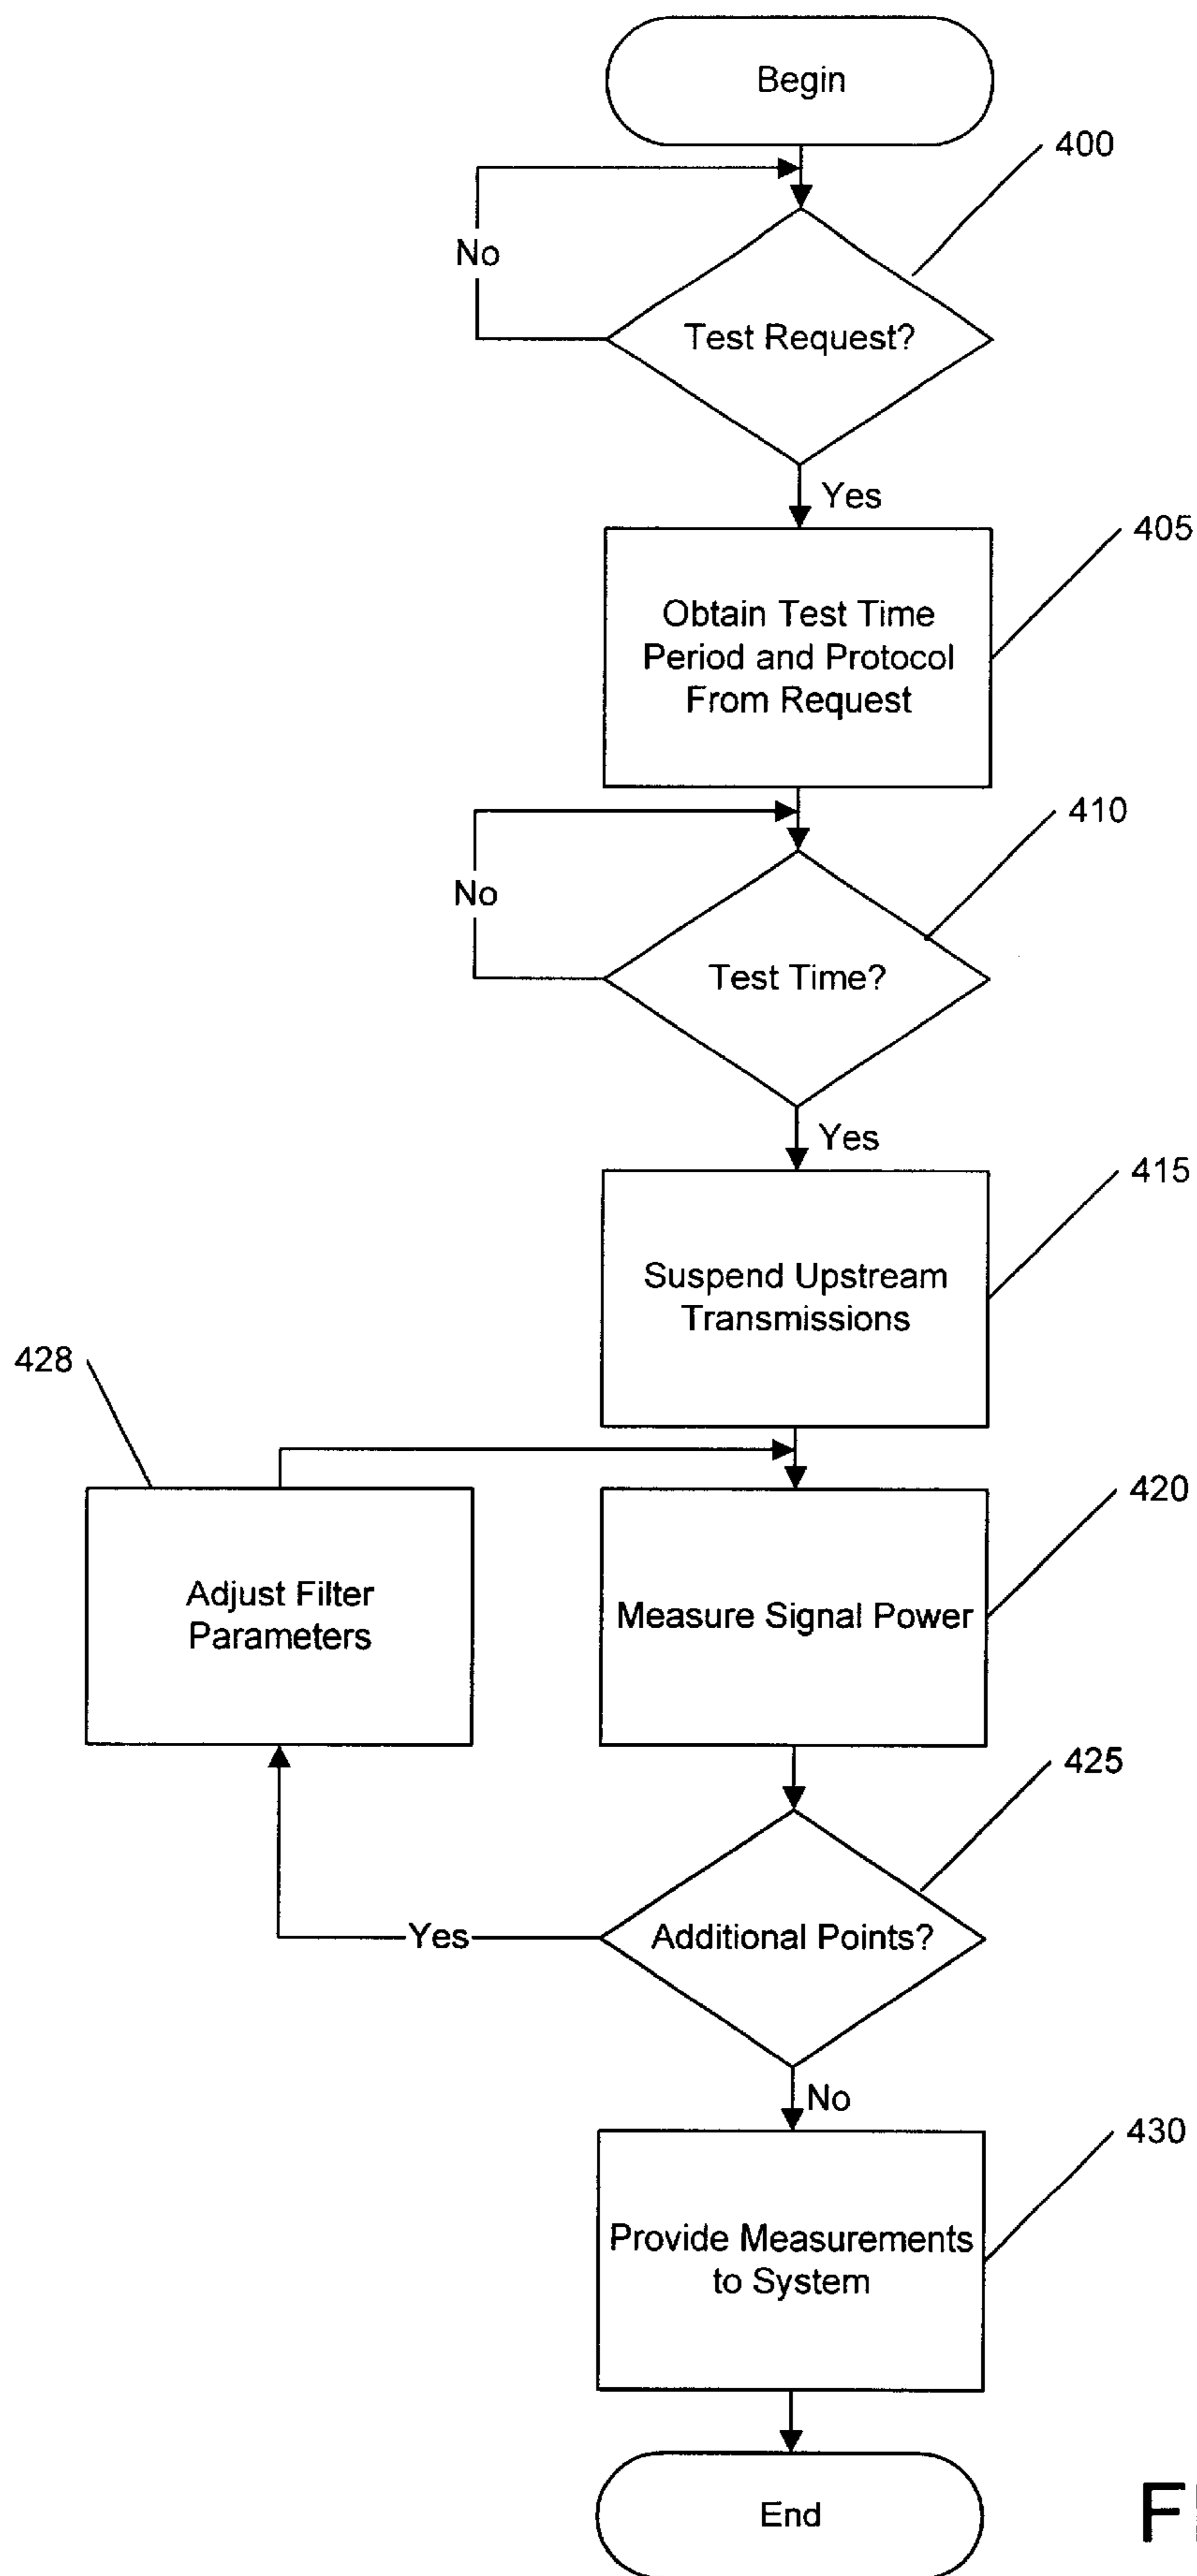 Begin
400
No
Test Request?
Yes
405
Obtain Test Time
Period and Protocol
From Request
410
No
Test Time?
Yes
415
Suspend Upstream
Transmissions
428
420
Adjust Filter
Parameters
Measure Signal Power
425
Yes
Additional Points?
No
430
Provide Measurements
to System
End